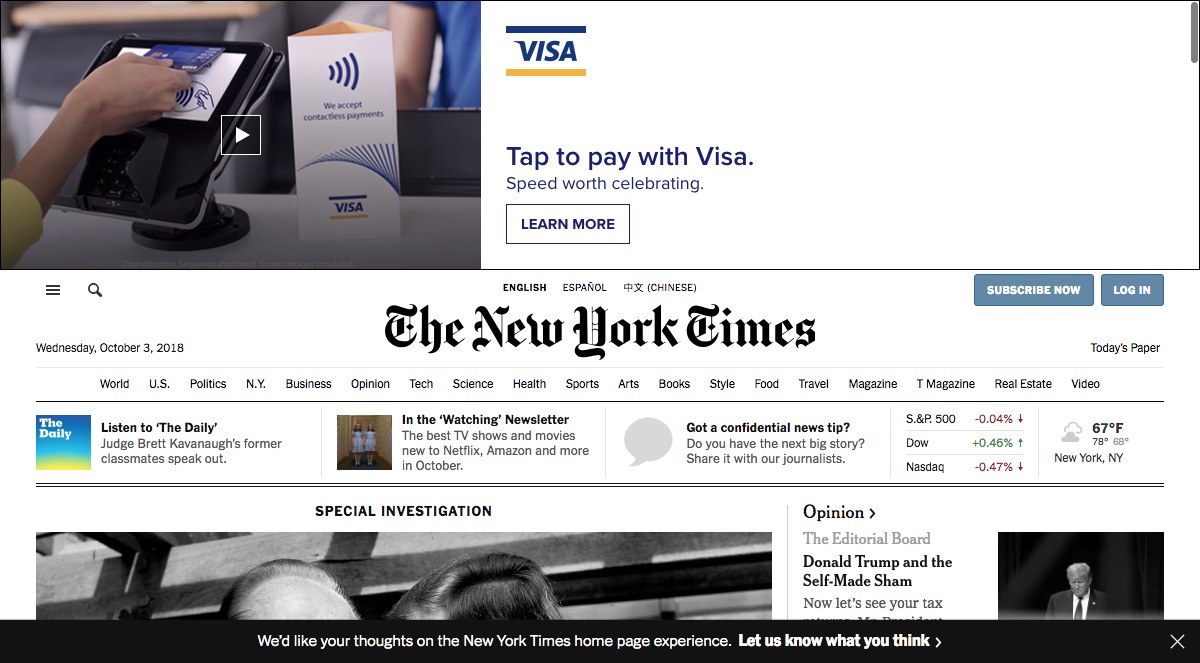 We accept
contactless payments
VISA
Dramatization. Sequence shortened. Screen images simulated.
VISA
Tap to pay with Visa.
Speed worth celebrating.
LEARN MORE
ENGLISH ESPAÑOL 中文 (CHINESE)
SUBSCRIBE NOW LOG IN
The New York Times
Wednesday, October 3, 2018
Today's Paper
World U.S. Politics N.Y. Business Opinion Tech Science Health Sports Arts Books Style Food Travel Magazine T Magazine Real Estate Video
The
Daily
Listen to ‘The Daily’
Judge Brett Kavanaugh’s former
classmates speak out.
In the ‘Watching’ Newsletter
The best TV shows and movies
new to Netflix, Amazon and more
in October.
Got a confidential news tip?
Do you have the next big story?
Share it with our journalists.
S.&P. 500 -0.04% ↓
Dow +0.46% ↑
Nasdaq -0.47% ↓
67°F
78° 68°
New York, NY
SPECIAL INVESTIGATION
Opinion >
The Editorial Board
Donald Trump and the
Self-Made Sham
Now let’s see your tax
returns, Mr. President
We’d like your thoughts on the New York Times home page experience. Let us know what you think >